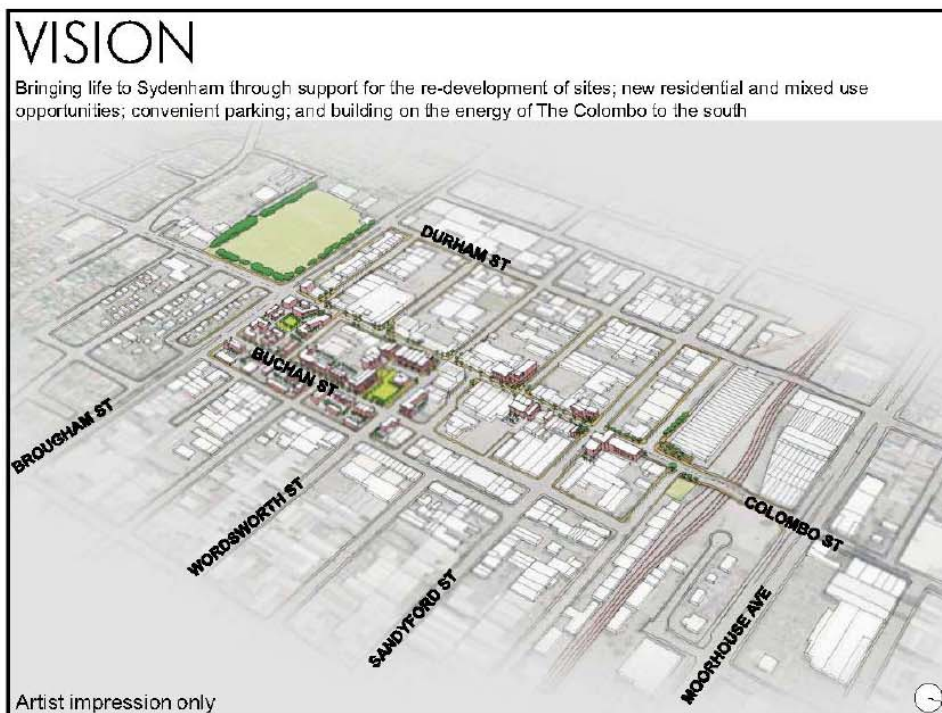 VISION
Bringing life to Sydenham through support for the re-development of sites; new residential and mixed use
opportunities; convenient parking; and building on the energy of The Colombo to the south
DURHAM ST
BUCHAN ST
BROUGHAM ST
WORDSWORTH ST
COLOMBO ST
SANDYFORD ST
MOORHOUSE AVE
Artist impression only